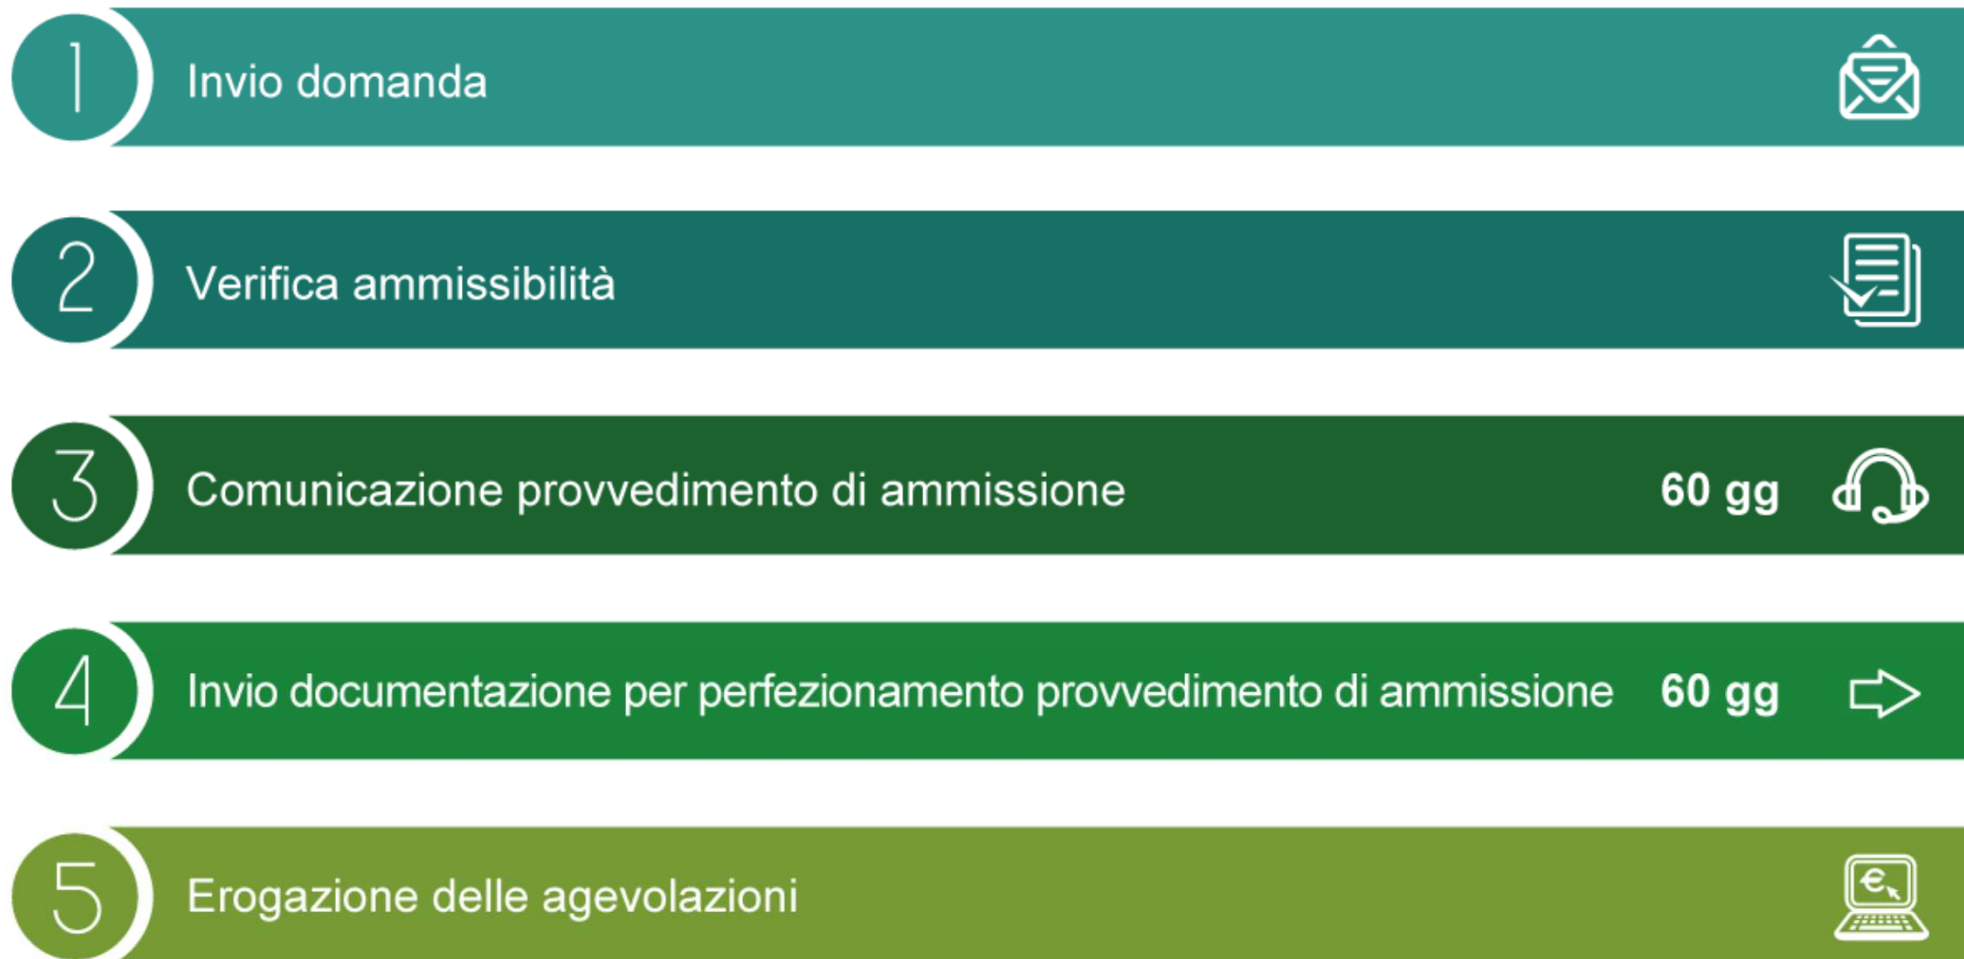 1 Invio domanda
2 Verifica ammissibilità
3 Comunicazione provvedimento di ammissione 60 gg
4 Invio documentazione per perfezionamento provvedimento di ammissione 60 gg
5 Erogazione delle agevolazioni €